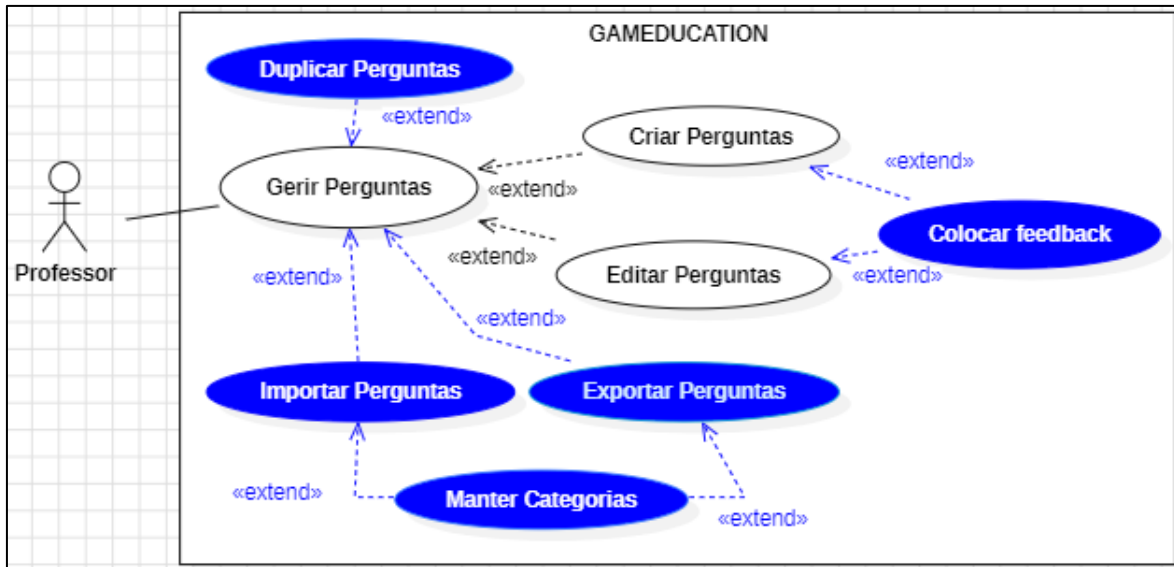 GAMEDUCATION
Duplicar Perguntas
«extend»
Criar Perguntas
«extend»
Gerir Perguntas
«extend»
Colocar feedback
Professor
«extend»
«extend»
Editar Perguntas
«extend»
«extend»
Importar Perguntas
Exportar Perguntas
«extend»
Manter Categorias
«extend»